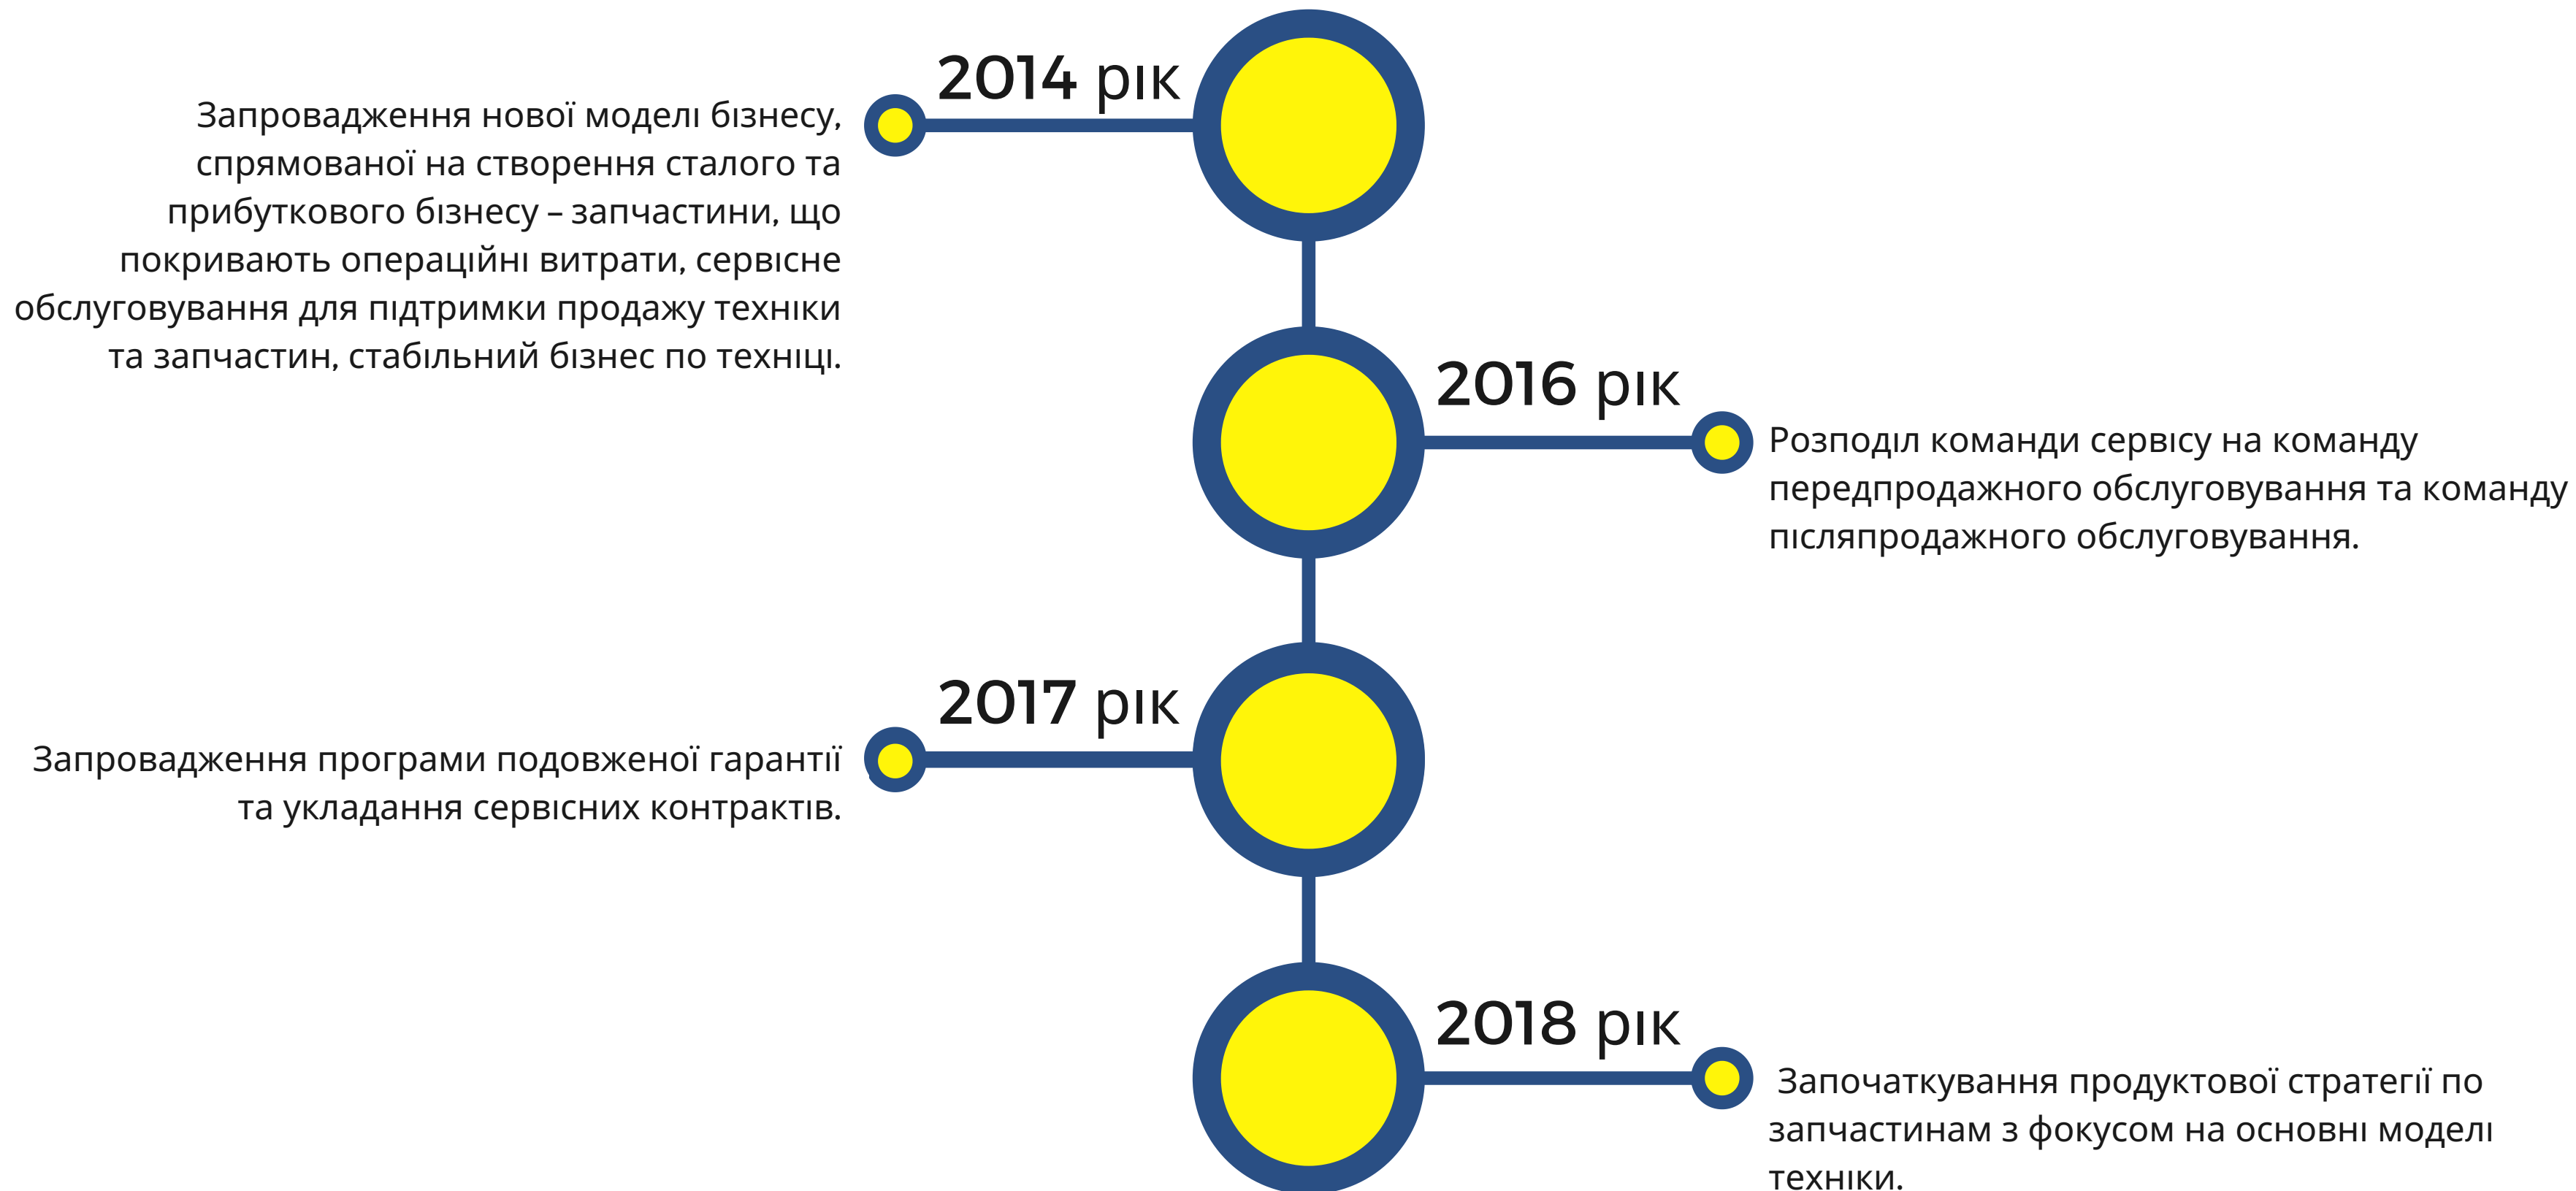 2014 рік
Запровадження нової моделі бізнесу,
спрямованої на створення сталого та
прибуткового бізнесу – запчастини, що
покривають операційні витрати, сервісне
обслуговування для підтримки продажу техніки
та запчастин, стабільний бізнес по техніці.
2016 рік
Розподіл команди сервісу на команду
передпродажного обслуговування та команду
післяпродажного обслуговування.
2017 рік
Запровадження програми подовженої гарантії
та укладання сервісних контрактів.
2018 рік
Започаткування продуктової стратегії по
запчастинам з фокусом на основні моделі
техніки.